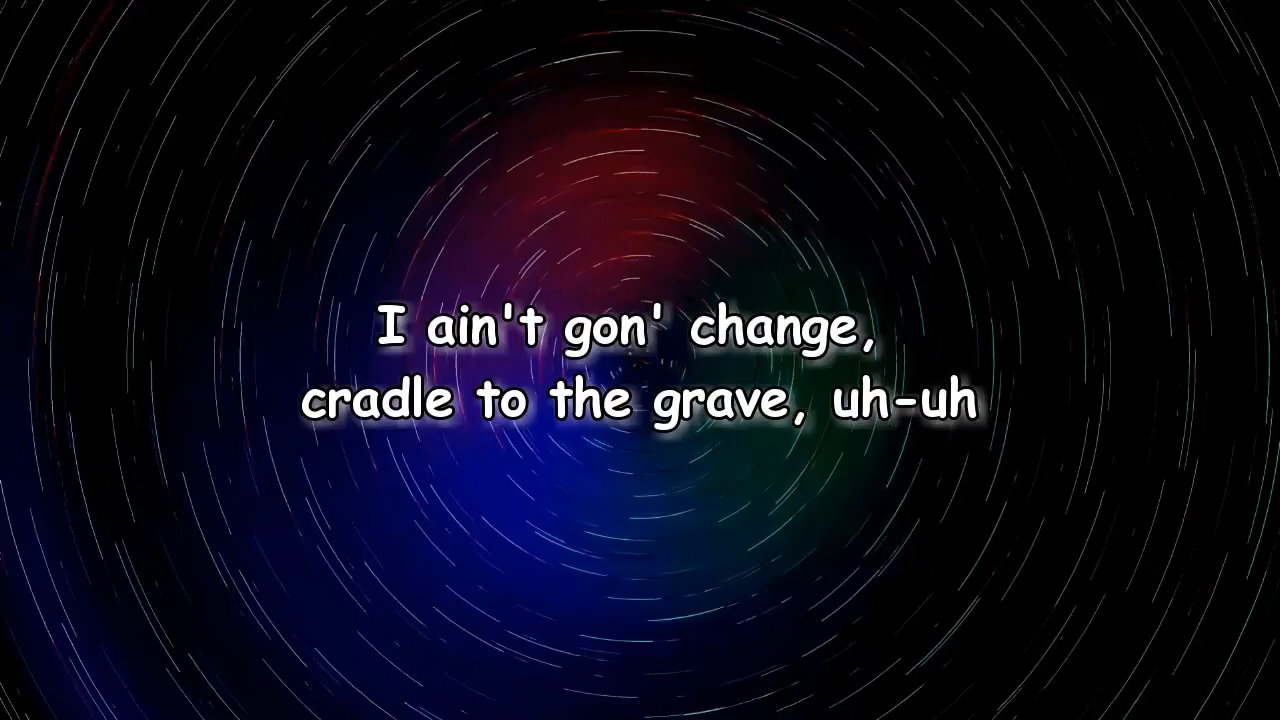 I ain't gon' change,
cradle to the grave, uh-uh